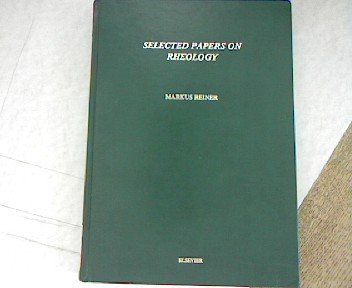 SELECTED PAPERS ON
RHEOLOGY
MARKUS REINER
ELSEVIER